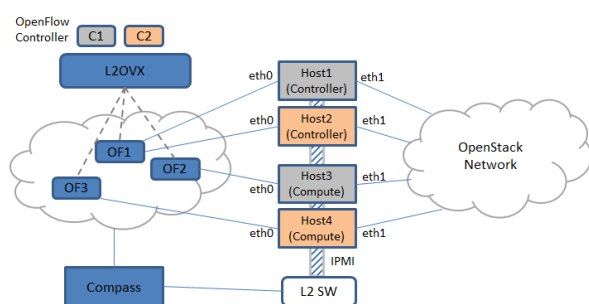 OpenFlow
Controller
C1
C2
L2OVX
eth0
Host1
(Controller)
eth1
eth0
Host2
(Controller)
eth1
OF1
OF2
OF3
OpenStack
Network
eth0
Host3
(Compute)
eth1
eth0
Host4
(Compute)
eth1
IPMI
Compass
L2 SW